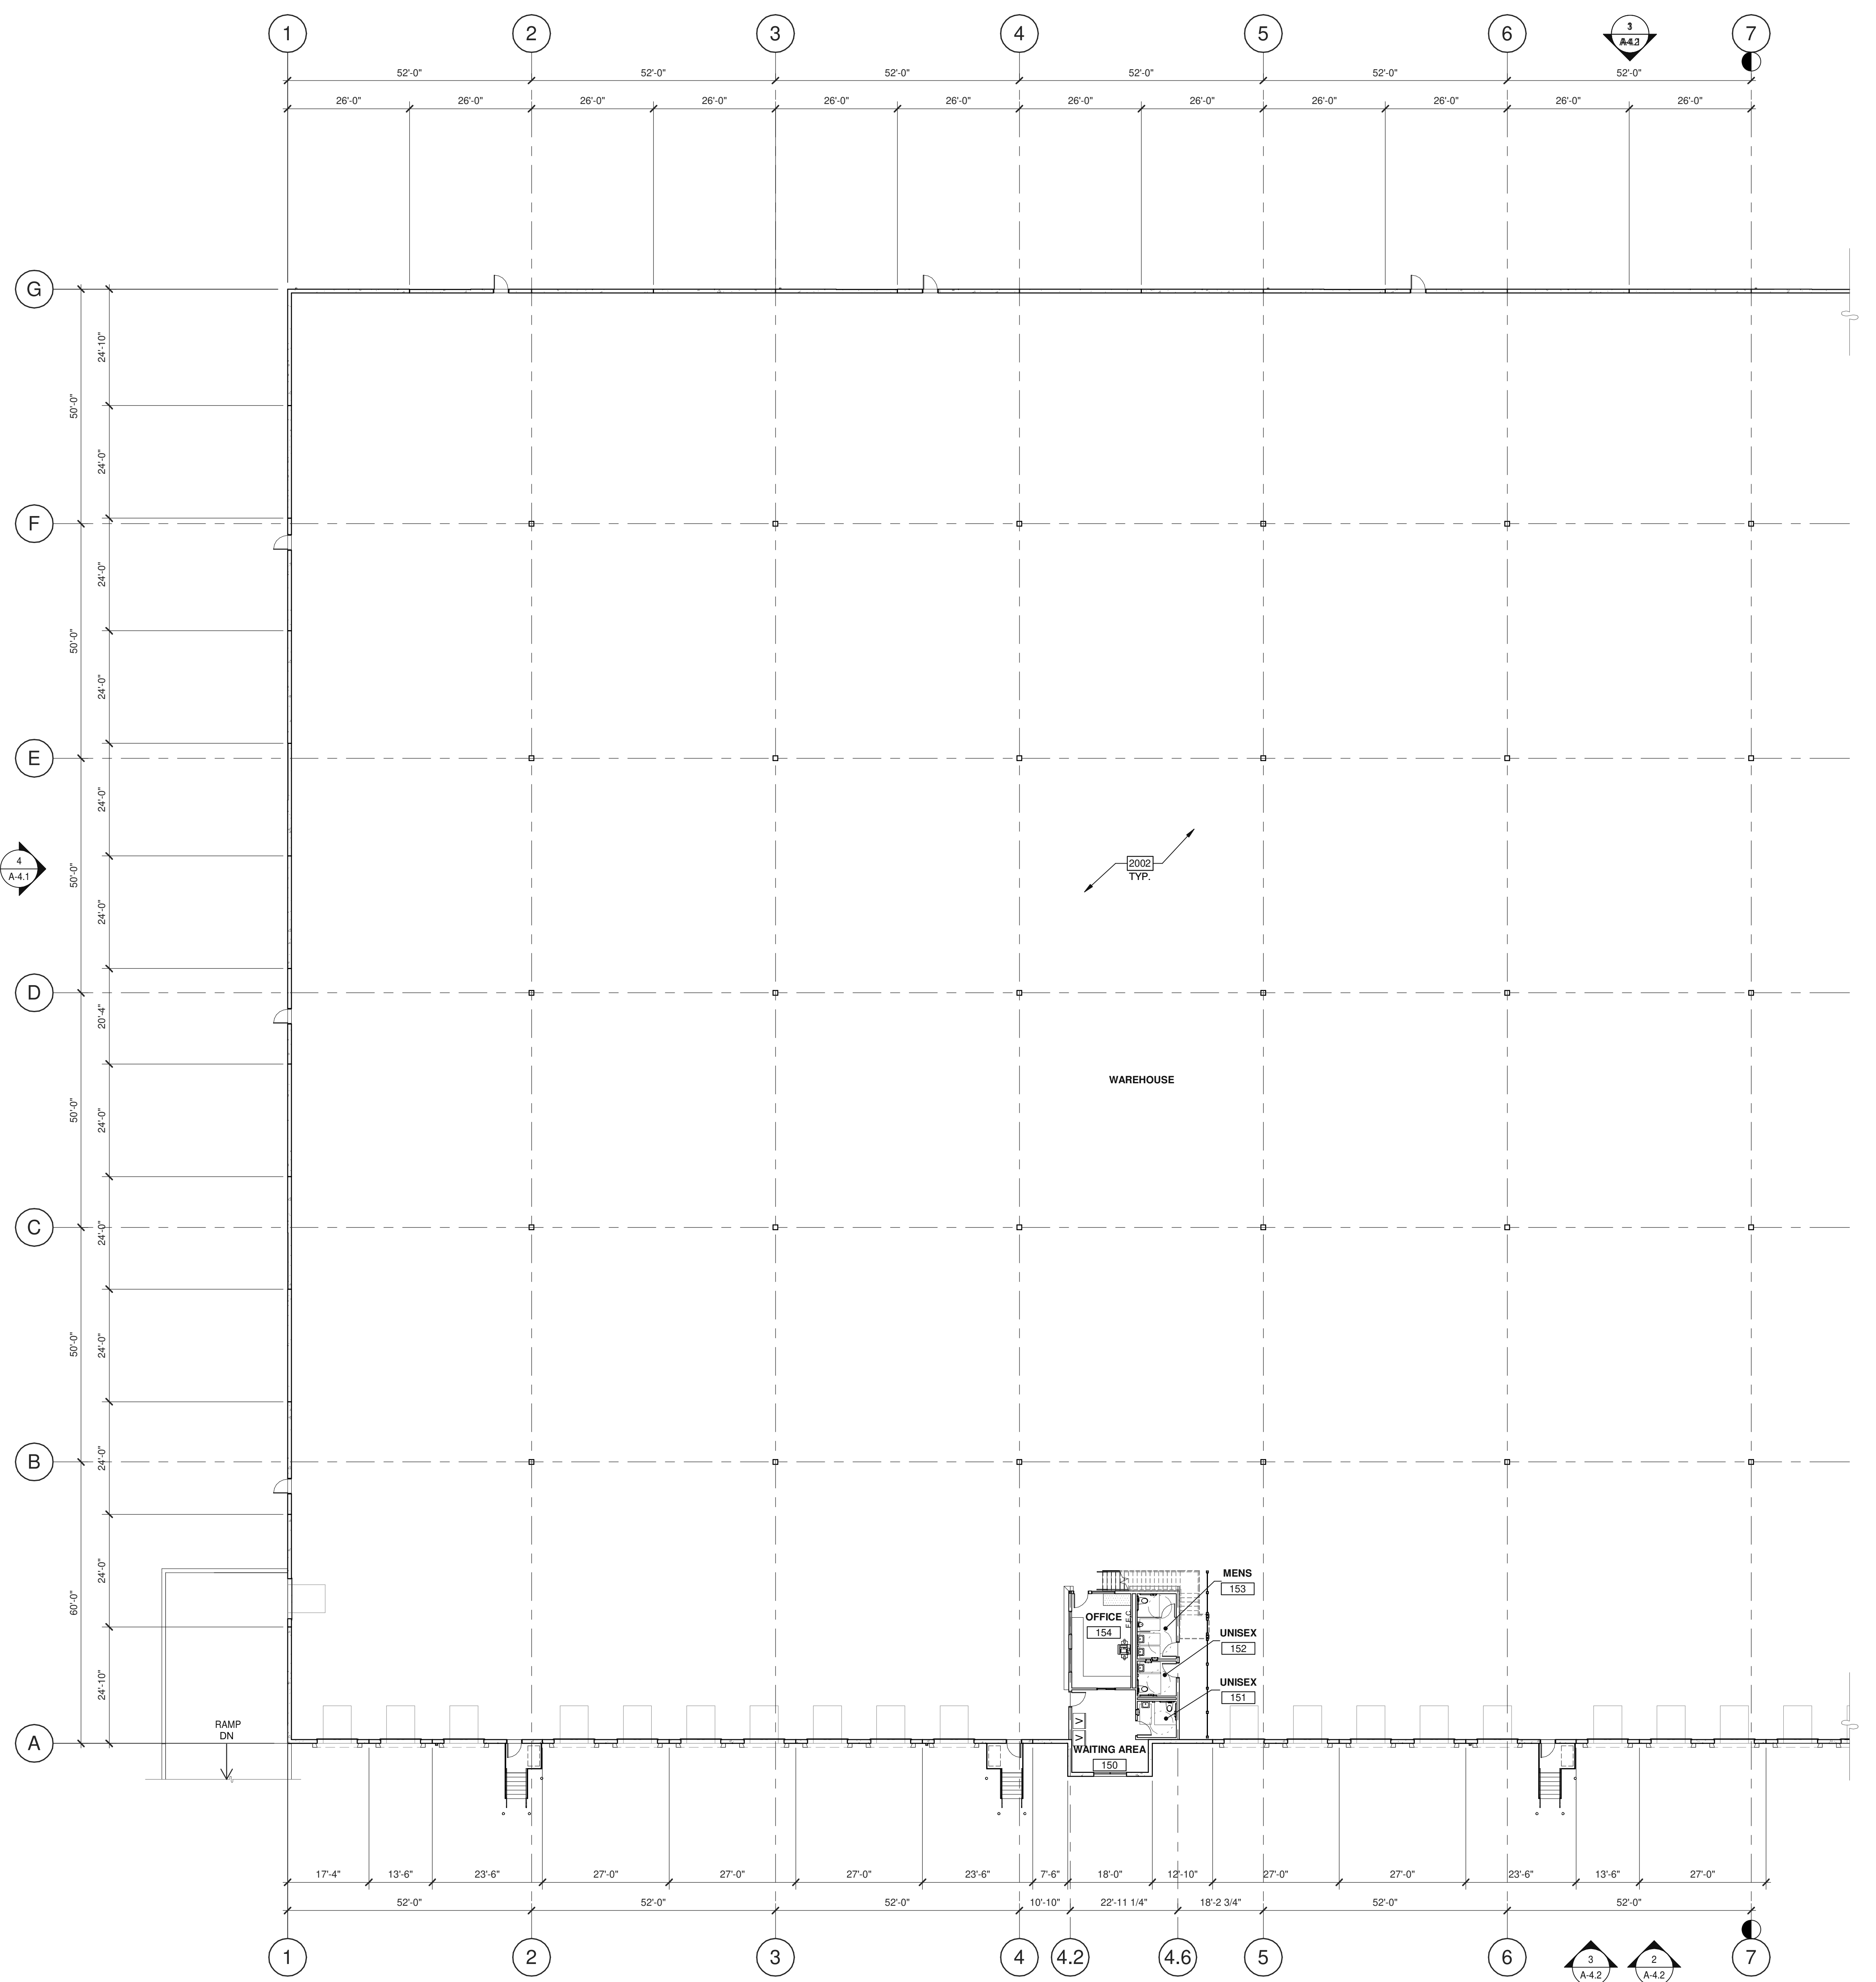 1 2 3 4 5 6 3 7
A-4.2
52'-0" 52'-0" 52'-0" 52'-0" 52'-0" 52'-0"
26'-0" 26'-0" 26'-0" 26'-0" 26'-0" 26'-0" 26'-0" 26'-0" 26'-0" 26'-0" 26'-0" 26'-0"
G
24'-10"
50'-0"
24'-0"
F
24'-0"
50'-0"
24'-0"
E
24'-0"
4
A-4.1
50'-0"
2002
TYP.
24'-0"
D
20'-4"
WAREHOUSE
50'-0"
24'-0"
C
24'-0"
50'-0"
24'-0"
B
24'-0"
24'-0"
60'-0"
MENS
153
OFFICE
154
F.E.C.
UNISEX
152
24'-10"
UNISEX
151
RAMP
DN
A
WAITING AREA
150
17'-4" 13'-6" 23'-6" 27'-0" 27'-0" 27'-0" 23'-6" 7'-6" 18'-0" 12'-10" 27'-0" 27'-0" 23'-6" 13'-6" 27'-0"
52'-0" 52'-0" 52'-0" 10'-10" 22'-11 1/4" 18'-2 3/4" 52'-0" 52'-0"
1 2 3 4 4.2 4.6 5 6 7
3
A-4.2
2
A-4.2